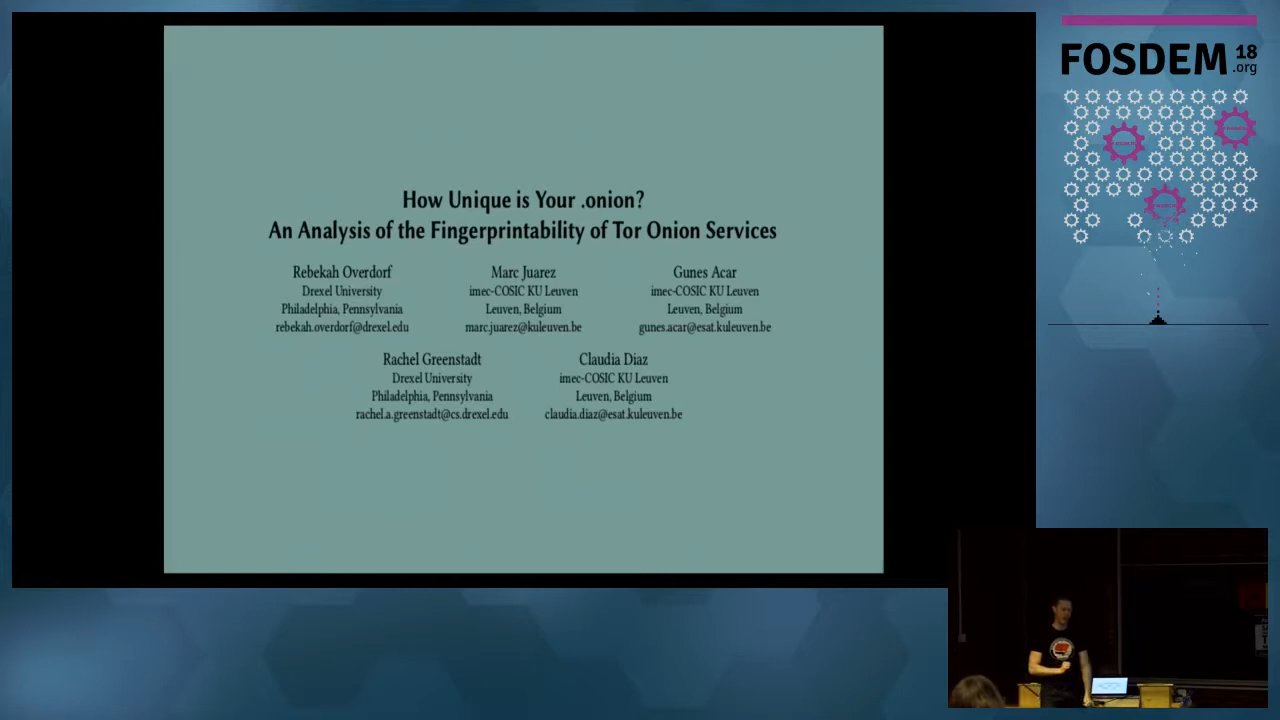 How Unique is Your .onion?
An Analysis of the Fingerprintability of Tor Onion Services
Rebekah Overdorf
Drexel University
Philadelphia, Pennsylvania
rebekah.overdorf@drexel.edu
Marc Juarez
imec-COSIC KU Leuven
Leuven, Belgium
marc.juarez@kuleuven.be
Gunes Acar
imec-COSIC KU Leuven
Leuven, Belgium
gunes.acar@esat.kuleuven.be
Rachel Greenstadt
Drexel University
Philadelphia, Pennsylvania
rachel.a.greenstadt@cs.drexel.edu
Claudia Diaz
imec-COSIC KU Leuven
Leuven, Belgium
claudia.diaz@esat.kuleuven.be
FOSDEM 18
.org